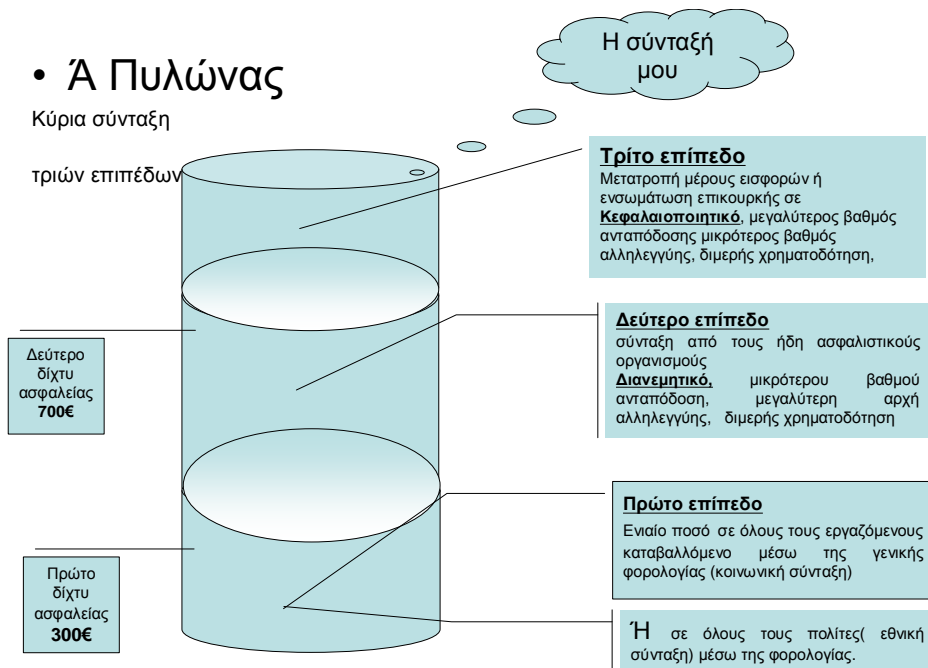 • Ά Πυλώνας
Κύρια σύνταξη
τριών επιπέδων
Η σύνταξή
μου
Τρίτο επίπεδο
Μετατροπή μέρους εισφορών ή
ενσωμάτωση επικουρκής σε
Κεφαλαιοποιητικό, μεγαλύτερος βαθμός
ανταπόδοσης μικρότερος βαθμός
αλληλεγγύης, διμερής χρηματοδότηση,
Δεύτερο επίπεδο
σύνταξη από τους ήδη ασφαλιστικούς
οργανισμούς
Διανεμητικό, μικρότερου βαθμού
ανταπόδοση, μεγαλύτερη αρχή
αλληλεγγύης, διμερής χρηματοδότηση
Δεύτερο
δίχτυ
ασφαλείας
700€
Πρώτο επίπεδο
Ενιαίο ποσό σε όλους τους εργαζόμενους
καταβαλλόμενο μέσω της γενικής
φορολογίας (κοινωνική σύνταξη)
Πρώτο
δίχτυ
ασφαλείας
300€
Ή σε όλους τους πολίτες( εθνική
σύνταξη) μέσω της φορολογίας.